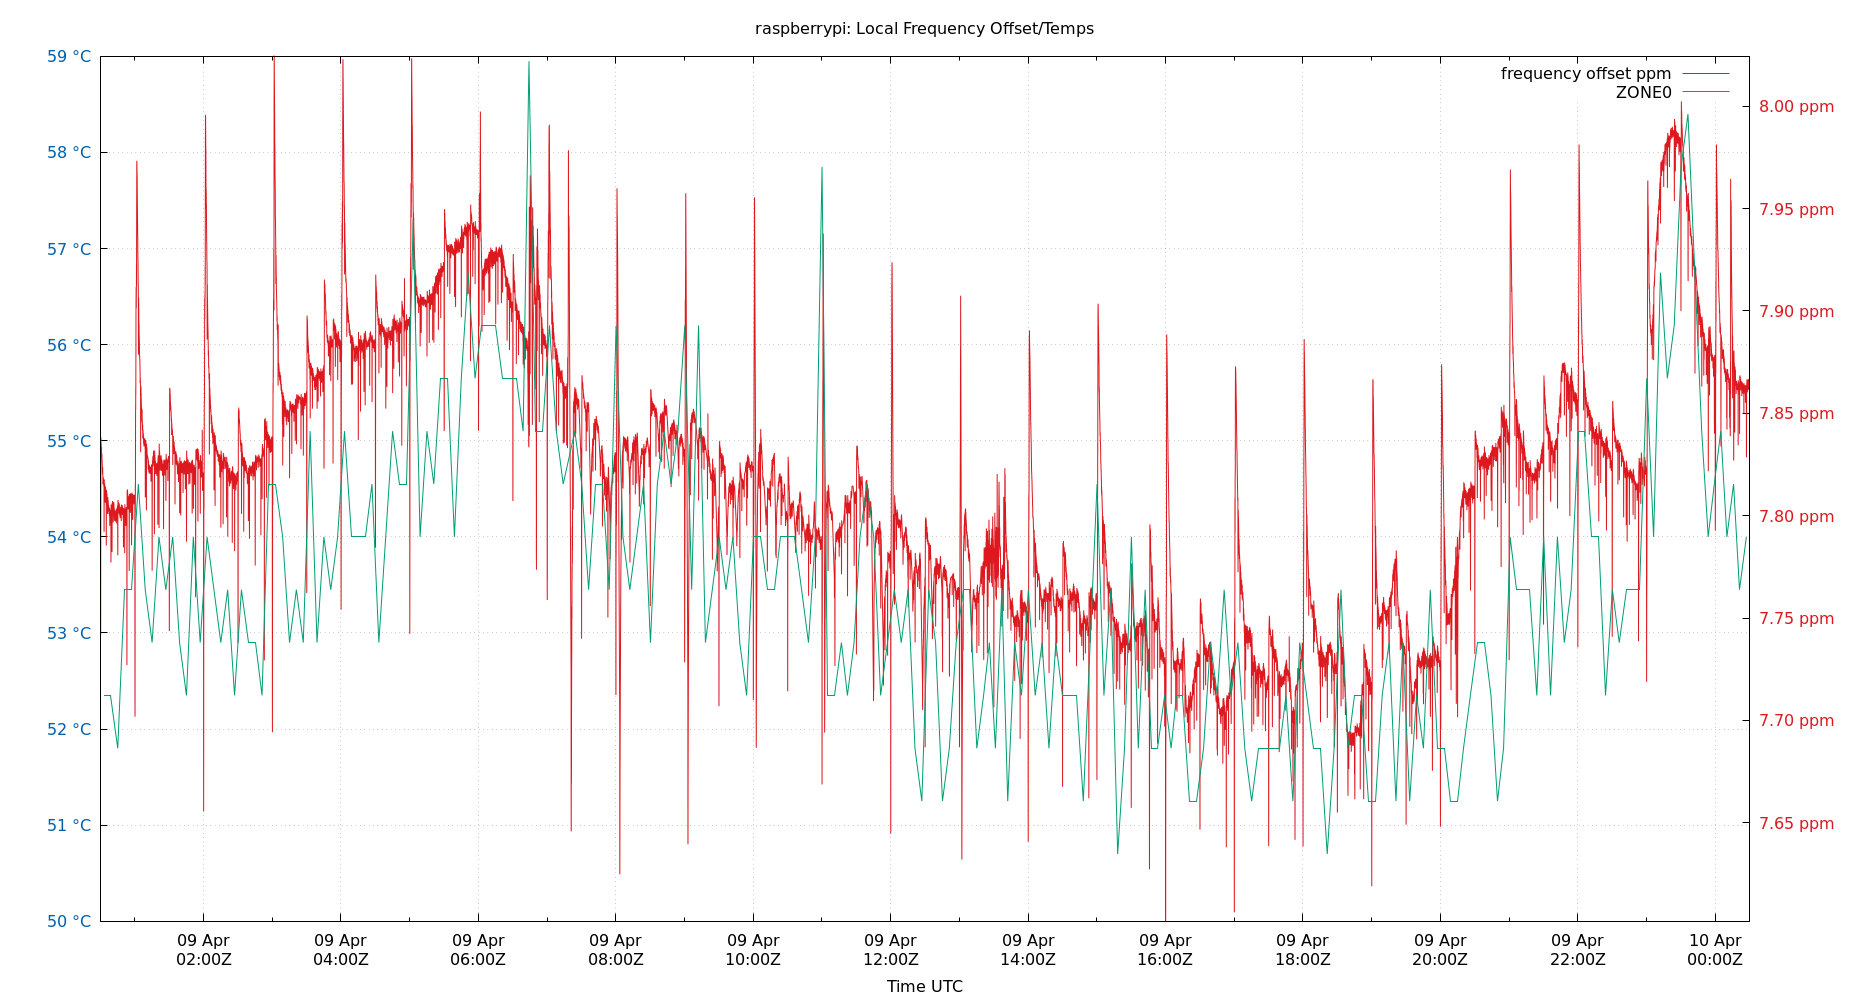 raspberrypi: Local Frequency Offset/Temps
frequency offset ppm
ZONE0
59 °C
58 °C
57 °C
56 °C
55 °C
54 °C
53 °C
52 °C
51 °C
50 °C
8.00 ppm
7.95 ppm
7.90 ppm
7.85 ppm
7.80 ppm
7.75 ppm
7.70 ppm
7.65 ppm
09 Apr 09 Apr 09 Apr 09 Apr 09 Apr 09 Apr 09 Apr 09 Apr 09 Apr 09 Apr 09 Apr 10 Apr
02:00Z 04:00Z 06:00Z 08:00Z 10:00Z 12:00Z 14:00Z 16:00Z 18:00Z 20:00Z 22:00Z 00:00Z
Time UTC